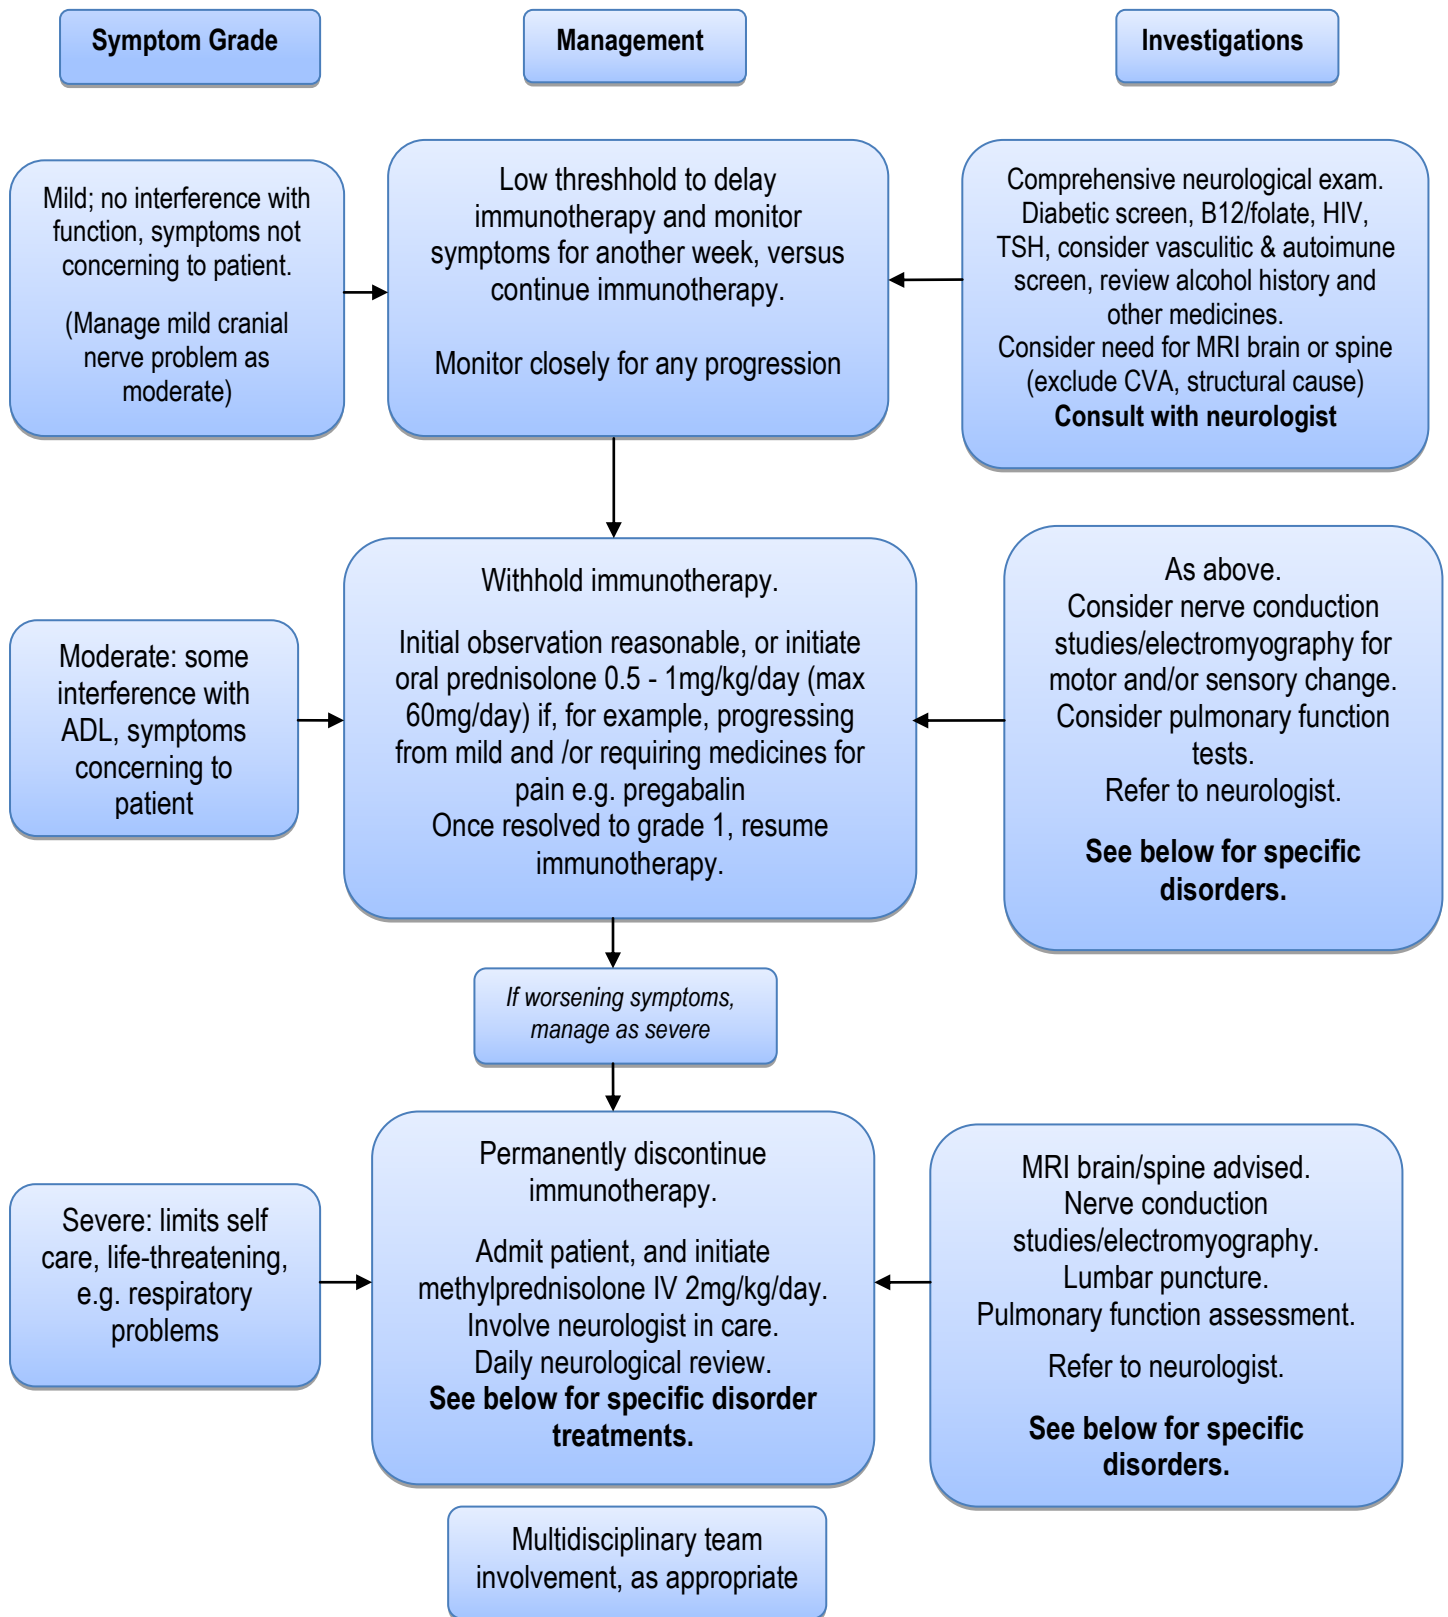 Symptom Grade
Management
Investigations
Mild; no interference with
function, symptoms not
concerning to patient.
(Manage mild cranial
nerve problem as
moderate)
Low threshhold to delay
immunotherapy and monitor
symptoms for another week, versus
continue immunotherapy.
Monitor closely for any progression
Comprehensive neurological exam.
Diabetic screen, B12/folate, HIV,
TSH, consider vasculitic & autoimune
screen, review alcohol history and
other medicines.
Consider need for MRI brain or spine
(exclude CVA, structural cause)
Consult with neurologist
Moderate: some
interference with
ADL, symptoms
concerning to
patient
Withhold immunotherapy.
Initial observation reasonable, or initiate
oral prednisolone 0.5 - 1mg/kg/day (max
60mg/day) if, for example, progressing
from mild and /or requiring medicines for
pain e.g. pregabalin
Once resolved to grade 1, resume
immunotherapy.
As above.
Consider nerve conduction
studies/electromyography for
motor and/or sensory change.
Consider pulmonary function
tests.
Refer to neurologist.
See below for specific
disorders.
If worsening symptoms,
manage as severe
Severe: limits self
care, life-threatening,
e.g. respiratory
problems
Permanently discontinue
immunotherapy.
Admit patient, and initiate
methylprednisolone IV 2mg/kg/day.
Involve neurologist in care.
Daily neurological review.
See below for specific disorder
treatments.
MRI brain/spine advised.
Nerve conduction
studies/electromyography.
Lumbar puncture.
Pulmonary function assessment.
Refer to neurologist.
See below for specific
disorders.
Multidisciplinary team
involvement, as appropriate